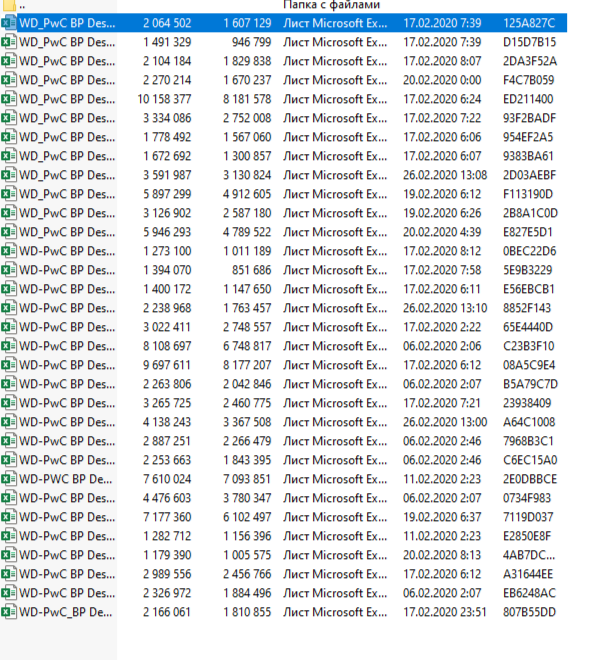 .. Папка с файлами
WD_PwC BP Des... 2 064 502 1 607 129 Лист Microsoft Ex... 17.02.2020 7:39 125A827C
WD_PwC BP Des... 1 491 329 946 799 Лист Microsoft Ex... 17.02.2020 7:39 D15D7B15
WD_PwC BP Des... 2 104 184 1 829 838 Лист Microsoft Ex... 17.02.2020 8:07 2DA3F52A
WD_PwC BP Des... 2 270 214 1 670 237 Лист Microsoft Ex... 20.02.2020 0:00 F4C7B059
WD_PwC BP Des... 10 158 377 8 181 578 Лист Microsoft Ex... 17.02.2020 6:24 ED211400
WD_PwC BP Des... 3 334 086 2 752 008 Лист Microsoft Ex... 17.02.2020 7:22 93F2BADF
WD_PwC BP Des... 1 778 492 1 567 060 Лист Microsoft Ex... 17.02.2020 6:06 954EF2A5
WD_PwC BP Des... 1 672 692 1 300 857 Лист Microsoft Ex... 17.02.2020 6:07 9383BA61
WD_PwC BP Des... 3 591 987 3 130 824 Лист Microsoft Ex... 26.02.2020 13:08 2D03AEBF
WD_PwC BP Des... 5 897 299 4 912 605 Лист Microsoft Ex... 19.02.2020 6:12 F113190D
WD_PwC BP Des... 3 126 902 2 587 180 Лист Microsoft Ex... 19.02.2020 6:26 2B8A1C0D
WD_PwC BP Des... 5 946 293 4 789 522 Лист Microsoft Ex... 20.02.2020 4:39 E827E5D1
WD-PwC BP Des... 1 273 100 1 011 189 Лист Microsoft Ex... 17.02.2020 8:12 0BEC22D6
WD-PwC BP Des... 1 394 070 851 686 Лист Microsoft Ex... 17.02.2020 7:58 5E9B3229
WD-PwC BP Des... 1 400 172 1 147 650 Лист Microsoft Ex... 17.02.2020 6:11 E56EBCB1
WD-PwC BP Des... 2 238 968 1 763 457 Лист Microsoft Ex... 26.02.2020 13:10 8852F143
WD-PwC BP Des... 3 022 411 2 748 557 Лист Microsoft Ex... 17.02.2020 2:22 65E4440D
WD-PwC BP Des... 8 108 697 6 748 817 Лист Microsoft Ex... 06.02.2020 2:06 C23B3F10
WD-PwC BP Des... 9 697 611 8 177 207 Лист Microsoft Ex... 17.02.2020 6:12 08A5C9E4
WD-PwC BP Des... 2 263 806 2 042 846 Лист Microsoft Ex... 06.02.2020 2:07 B5A79C7D
WD-PwC BP Des... 3 265 725 2 460 775 Лист Microsoft Ex... 17.02.2020 7:21 23938409
WD-PwC BP Des... 4 138 243 3 367 508 Лист Microsoft Ex... 26.02.2020 13:00 A64C1008
WD-PwC BP Des... 2 887 251 2 266 479 Лист Microsoft Ex... 06.02.2020 2:46 7968B3C1
WD-PwC BP Des... 2 253 663 1 843 395 Лист Microsoft Ex... 06.02.2020 2:46 C6EC15A0
WD-PWC BP De... 7 610 024 7 093 851 Лист Microsoft Ex... 11.02.2020 2:23 2E0DBBCE
WD-PwC BP Des... 4 476 603 3 780 347 Лист Microsoft Ex... 06.02.2020 2:07 0734F983
WD-PwC BP Des... 7 177 360 6 102 497 Лист Microsoft Ex... 19.02.2020 6:37 7119D037
WD-PwC BP Des... 1 282 712 1 156 396 Лист Microsoft Ex... 11.02.2020 2:23 E2850E8F
WD-PwC BP Des... 1 179 390 1 005 575 Лист Microsoft Ex... 20.02.2020 8:13 4AB7DC...
WD-PwC BP Des... 2 989 556 2 456 766 Лист Microsoft Ex... 17.02.2020 6:12 A31644EE
WD-PwC BP Des... 2 326 972 1 884 496 Лист Microsoft Ex... 06.02.2020 2:07 EB6248AC
WD-PwC_BP De... 2 166 061 1 810 855 Лист Microsoft Ex... 17.02.2020 23:51 807B55DD